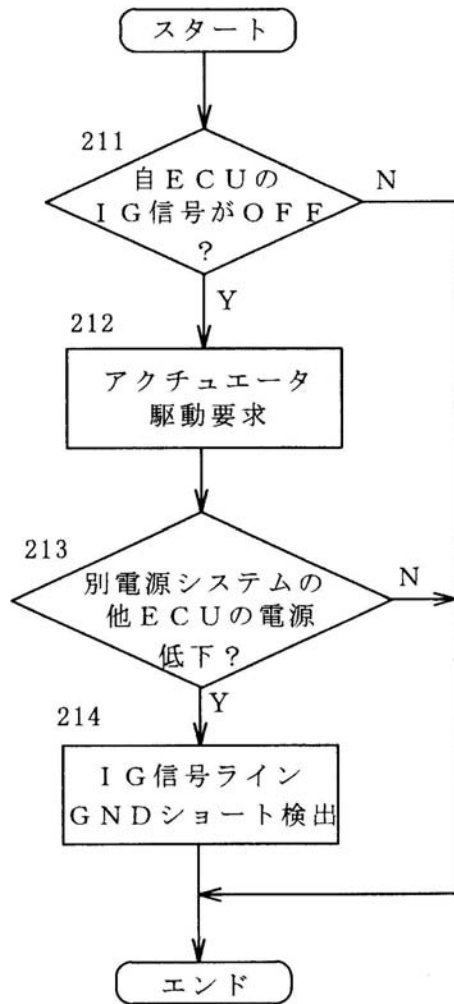 スタート
211
自ECUの
IG信号がOFF
?
N
Y
212
アクチュエータ
駆動要求
213
別電源システムの
他ECUの電源
低下?
N
Y
214
IG信号ライン
GNDショート検出
エンド